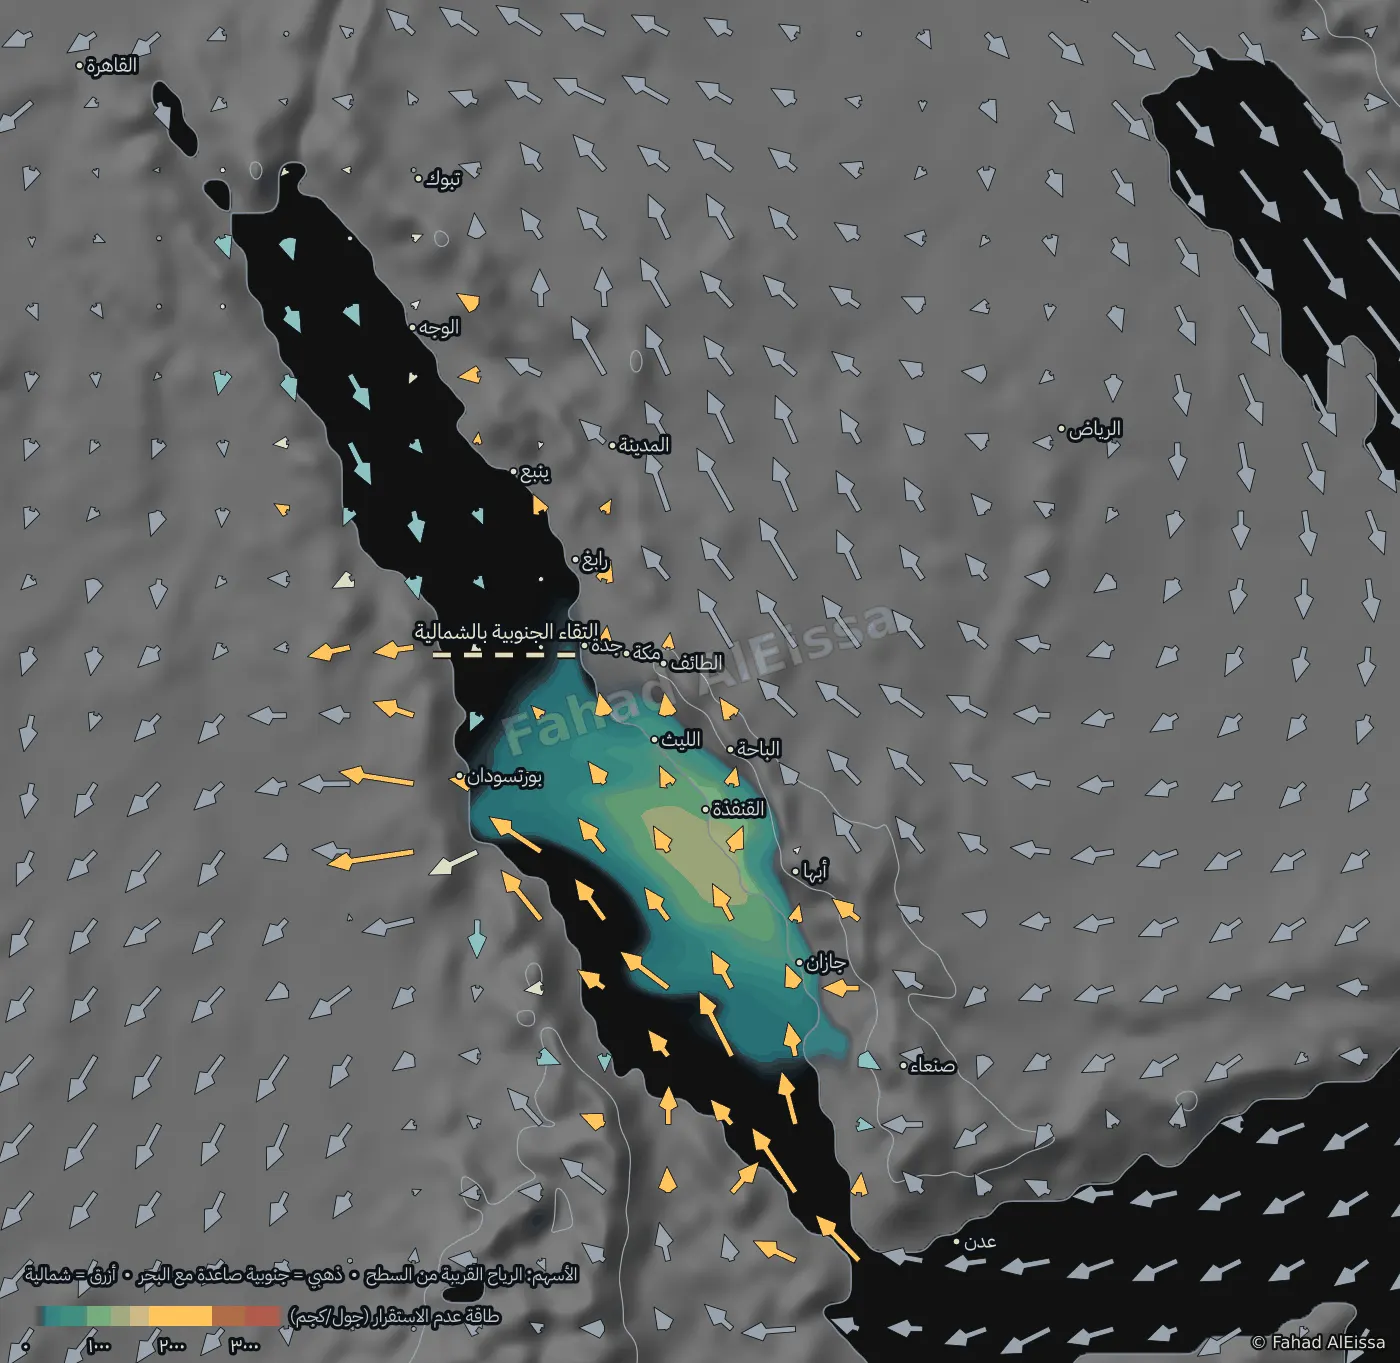 القاهرة
تبوك
الوجه
الرياض
المدينة
ينبع
رابغ
التقاء الجنوبية بالشمالية
جدة
مكة
الطائف
Fahad AlEissa
الليث
الباحة
بورتسودان
القنفذة
أبها
جازان
صنعاء
عدن
الأسهم: الرياح القريبة من السطح • ذهبي = جنوبية صاعدة مع البحر • أزرق = شمالية
طاقة عدم الاستقرار (جول/كجم)
٠ ١٠٠٠ ٢٠٠٠ ٣٠٠٠
© Fahad AlEissa